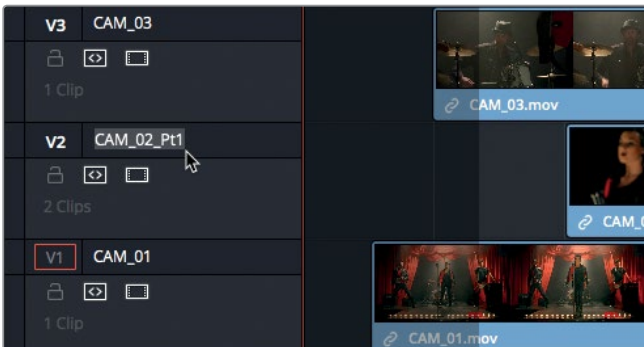 V3 CAM_03
1 Clip
CAM_03.mov
V2 CAM_02_Pt1
2 Clips
V1 CAM_01
1 Clip
CAM_01.mov